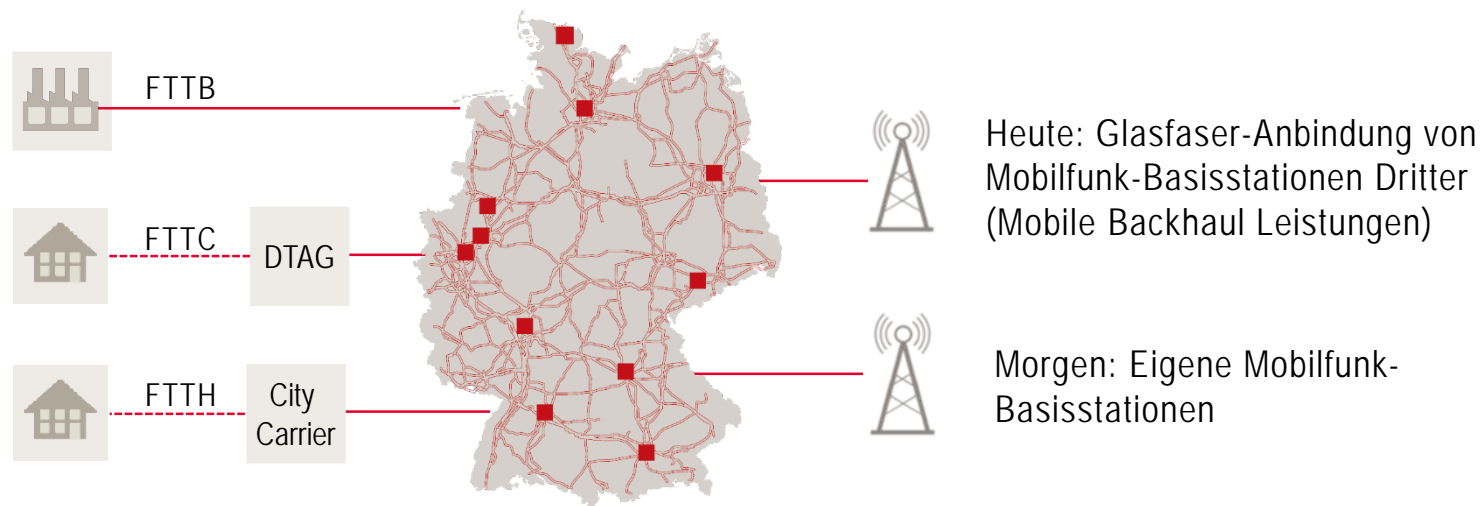 FTTB
FTTC
DTAG
FTTH
City
Carrier
Heute: Glasfaser-Anbindung von
Mobilfunk-Basisstationen Dritter
(Mobile Backhaul Leistungen)
Morgen: Eigene Mobilfunk-
Basisstationen